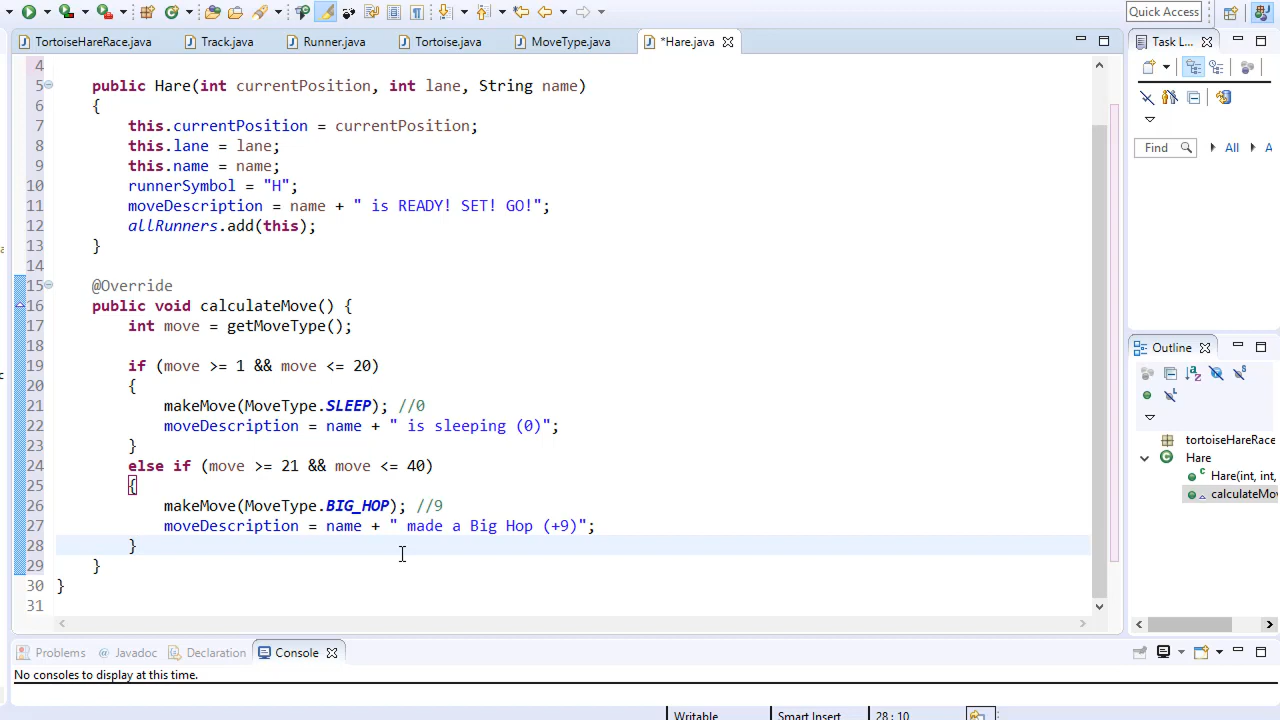 Quick Access
TortoiseHareRace.java
Track.java
Runner.java
Tortoise.java
MoveType.java
*Hare.java
Task L...
Find
All
A
4
5 public Hare(int currentPosition, int lane, String name)
6 {
7 this.currentPosition = currentPosition;
8 this.lane = lane;
9 this.name = name;
10 runnerSymbol = "H";
11 moveDescription = name + " is READY! SET! GO!";
12 allRunners.add(this);
13 }
14
15 @Override
16 public void calculateMove() {
17 int move = getMoveType();
18
19 if (move >= 1 && move <= 20)
20 {
21 makeMove(MoveType.SLEEP); //0
22 moveDescription = name + " is sleeping (0)";
23 }
24 else if (move >= 21 && move <= 40)
25 {
26 makeMove(MoveType.BIG_HOP); //9
27 moveDescription = name + " made a Big Hop (+9)";
28 }
29 }
30 }
31
Outline
tortoiseHareRace
Hare
Hare(int, int,
calculateMo
Problems
@ Javadoc
Declaration
Console
No consoles to display at this time.
Writable
Smart Insert
28 : 10